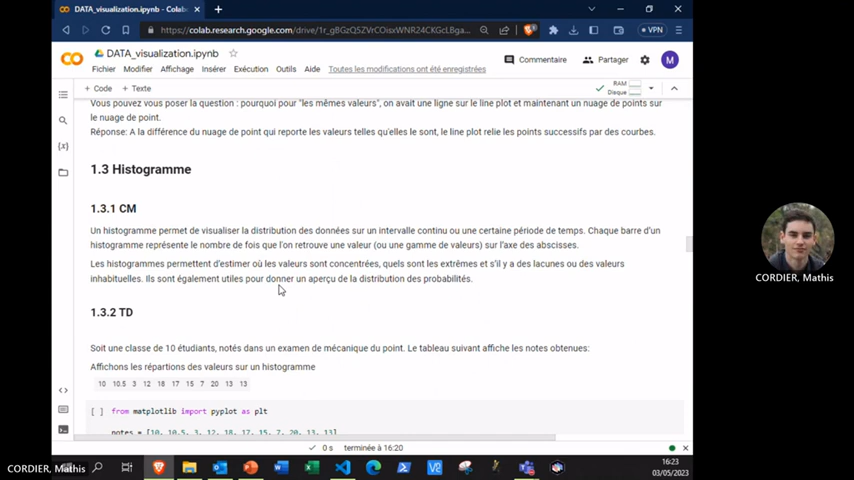 DATA_visualization.ipynb - Colab
https://colab.research.google.com/drive/1r_gBGzQ5ZVrCOisxWNR24CKGcLBga...
VPN
DATA_visualization.ipynb
Commentaire
Partager
M
Fichier Modifier Affichage Insérer Exécution Outils Aide Toutes les modifications ont été enregistrées
+ Code + Texte
RAM
Disque
Vous pouvez vous poser la question : pourquoi pour "les mêmes valeurs", on avait une ligne sur le line plot et maintenant un nuage de points sur
le nuage de point.
Réponse: A la différence du nuage de point qui reporte les valeurs telles qu'elles le sont, le line plot relie les points successifs par des courbes.
1.3 Histogramme
1.3.1 CM
Un histogramme permet de visualiser la distribution des données sur un intervalle continu ou une certaine période de temps. Chaque barre d'un
histogramme représente le nombre de fois que l'on retrouve une valeur (ou une gamme de valeurs) sur l'axe des abscisses.
Les histogrammes permettent d'estimer où les valeurs sont concentrées, quels sont les extrêmes et s'il y a des lacunes ou des valeurs
inhabituelles. Ils sont également utiles pour donner un aperçu de la distribution des probabilités.
1.3.2 TD
Soit une classe de 10 étudiants, notés dans un examen de mécanique du point. Le tableau suivant affiche les notes obtenues:
Affichons les répartions des valeurs sur un histogramme
10 10.5 3 12 18 17 15 7 20 13 13
[ ] from matplotlib import pyplot as plt
notes = [10, 10.5, 3, 12, 18, 17, 15, 7, 20, 13, 13]
0 s terminée à 16:20
CORDIER, Mathis
CORDIER, Mathis
16:23
03/05/2023